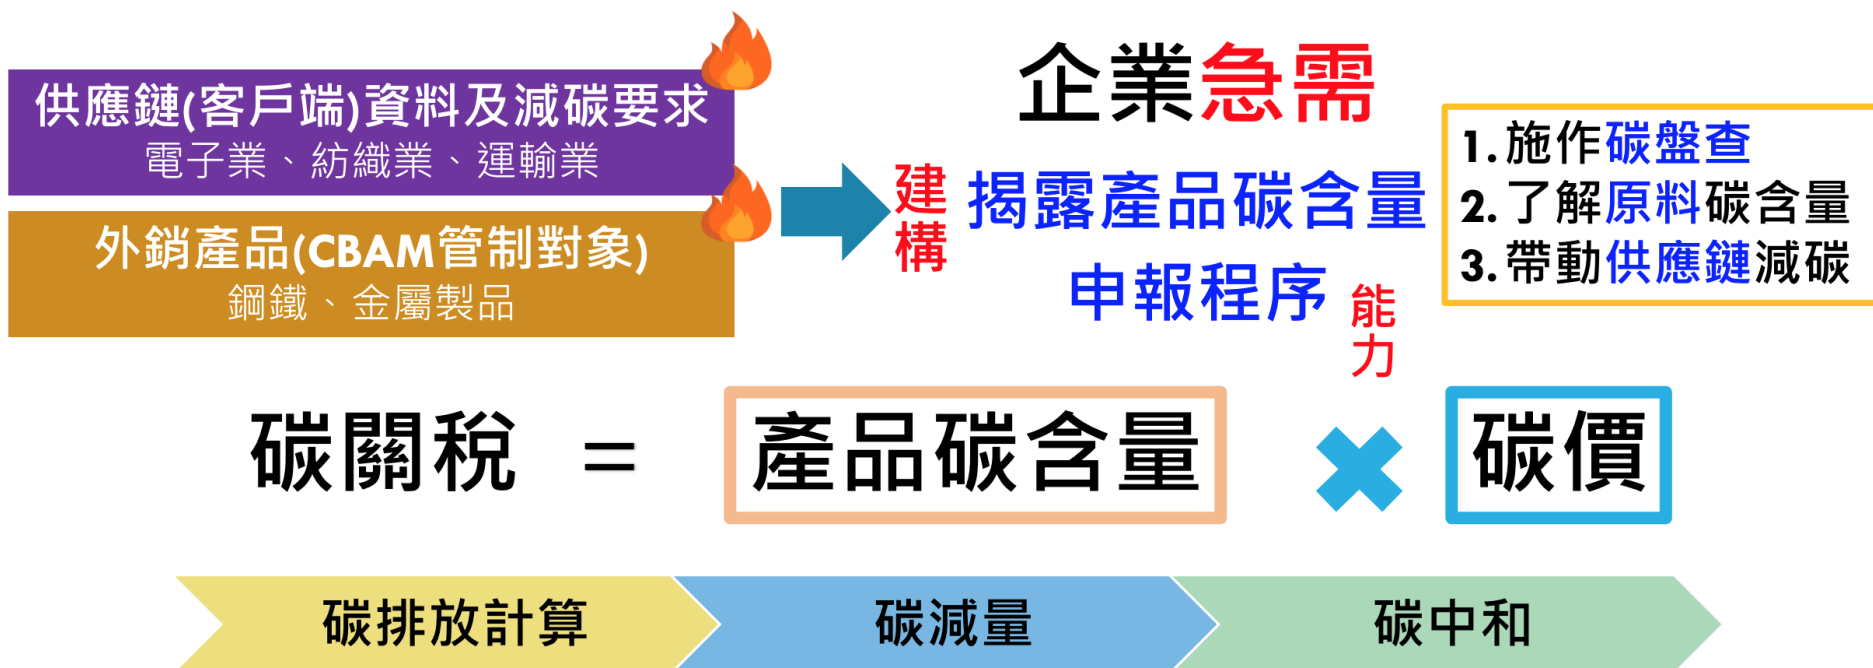 供應鏈(客戶端)資料及減碳要求
電子業、紡織業、運輸業
外銷產品(CBAM管制對象)
鋼鐵、金屬製品
企業急需
建構
揭露產品碳含量
申報程序
能力
1.施作碳盤查
2.了解原料碳含量
3.帶動供應鏈減碳
碳關稅 = 產品碳含量 ✖ 碳價
碳排放計算
碳減量
碳中和